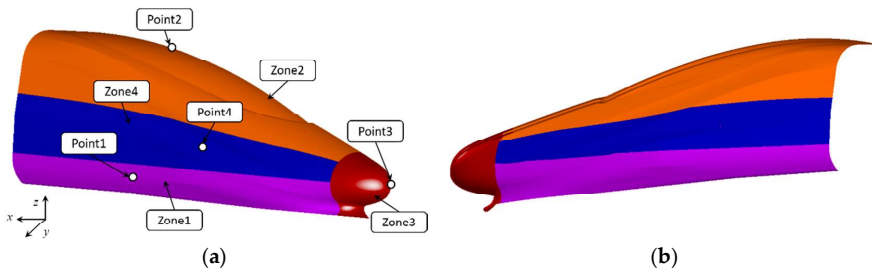 Point2
Zone2
Zone4
Point4
Point3
Point1
Zone1
Zone3
z
x
y
(a)
(b)